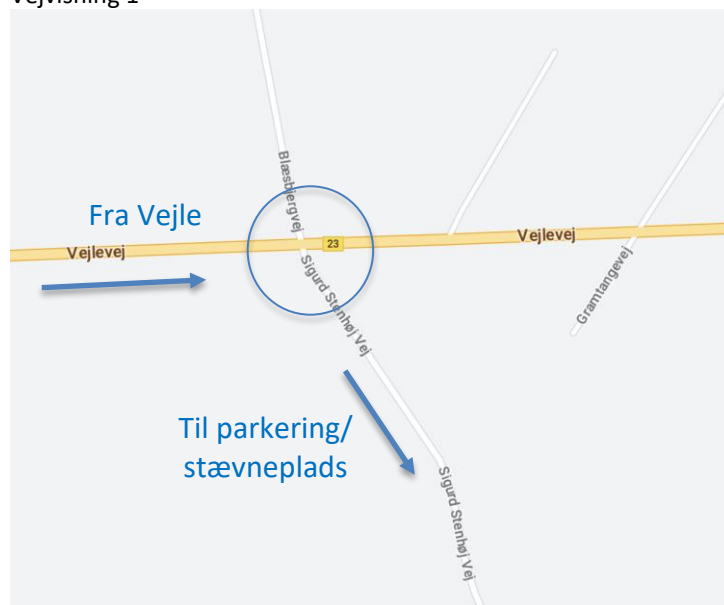 Vejvisning 1
Blæsbjergvej
Fra Vejle
Vejlevej
23
Vejlevej
Sigurd Stenhøj Vej
Gramtangevej
Til parkering/
stævneplads
Sigurd Stenhøj Vej